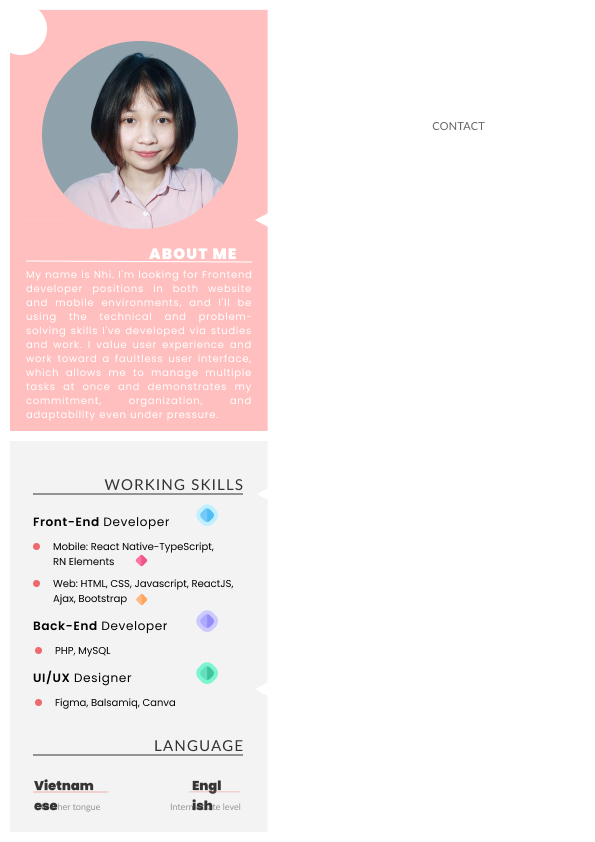 CONTACT
ABOUT ME
My name is Nhi. I'm looking for Frontend
developer positions in both website
and mobile environments, and I'll be
using the technical and problem-
solving skills I've developed via studies
and work. I value user experience and
work toward a faultless user interface,
which allows me to manage multiple
tasks at once and demonstrates my
commitment, organization, and
adaptability even under pressure.
WORKING SKILLS
Front-End Developer
Mobile: React Native-TypeScript,
RN Elements
Web: HTML, CSS, Javascript, ReactJS,
Ajax, Bootstrap
Back-End Developer
PHP, MySQL
UI/UX Designer
Figma, Balsamiq, Canva
LANGUAGE
Vietnam
ese
tongue
Engl
ish
level